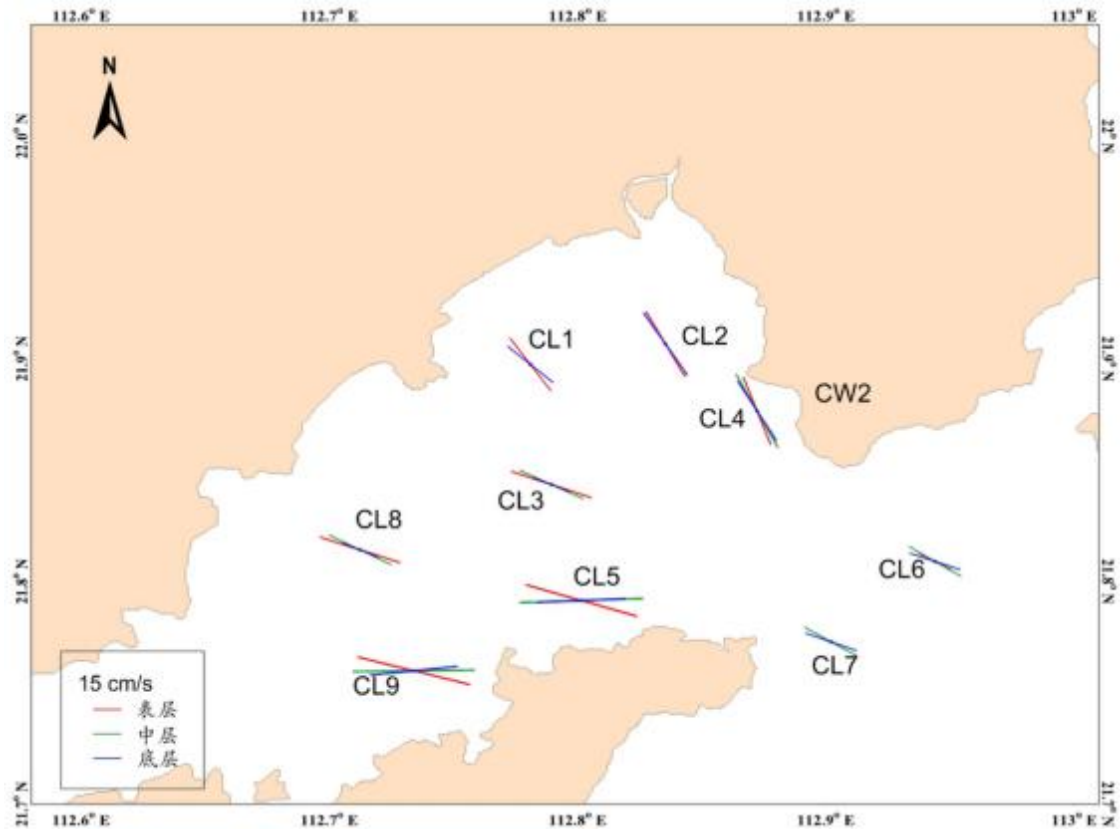 112.6° E 112.7° E 112.8° E 112.9° E 113° E
N
22.0° N
22° N
CL1
CL2
21.9° N
21.9° N
CW2
CL4
CL3
CL8
CL6
CL5
21.8° N
21.8° N
CL7
CL9
15 cm/s
表层
中层
底层
21.7° N
112.6° E 112.7° E 112.8° E 112.9° E 113° E